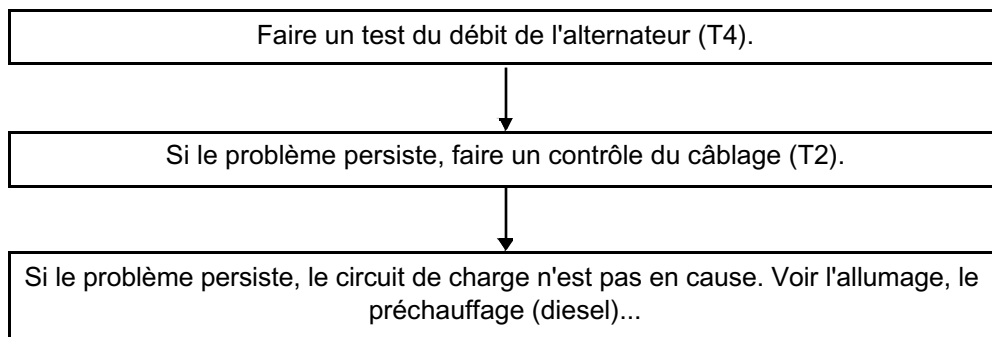 Faire un test du débit de l'alternateur (T4).
Si le problème persiste, faire un contrôle du câblage (T2).
Si le problème persiste, le circuit de charge n'est pas en cause. Voir l'allumage, le
préchauffage (diesel)...